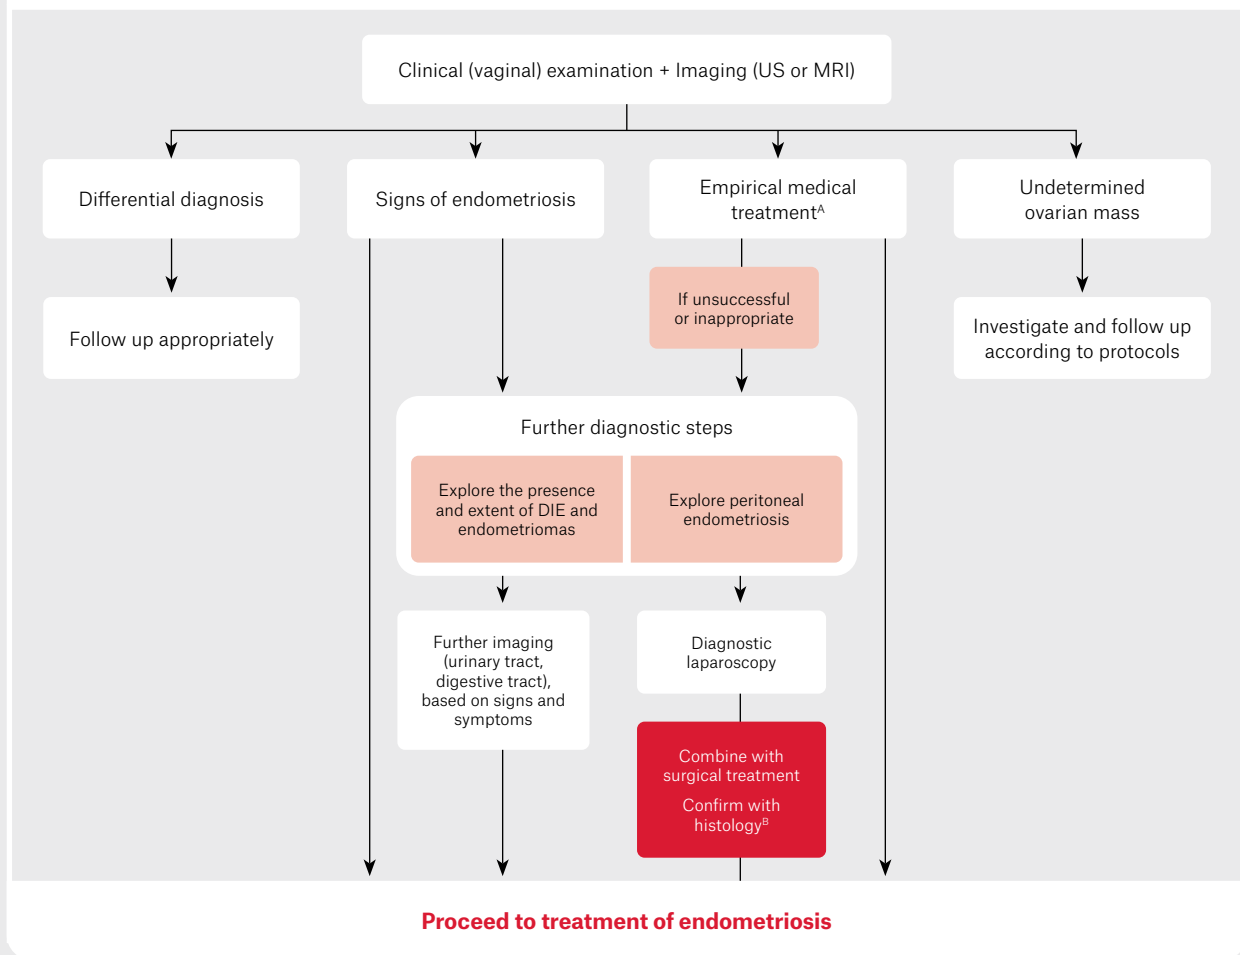 Clinical (vaginal) examination + Imaging (US or MRI)
Differential diagnosis
Signs of endometriosis
Empirical medical
treatmentᴬ
Undetermined
ovarian mass
If unsuccessful
or inappropriate
Follow up appropriately
Investigate and follow up
according to protocols
Further diagnostic steps
Explore the presence
and extent of DIE and
endometriomas
Explore peritoneal
endometriosis
Further imaging
(urinary tract,
digestive tract),
based on signs and
symptoms
Diagnostic
laparoscopy
Combine with
surgical treatment
Confirm with
histologyᴮ
Proceed to treatment of endometriosis